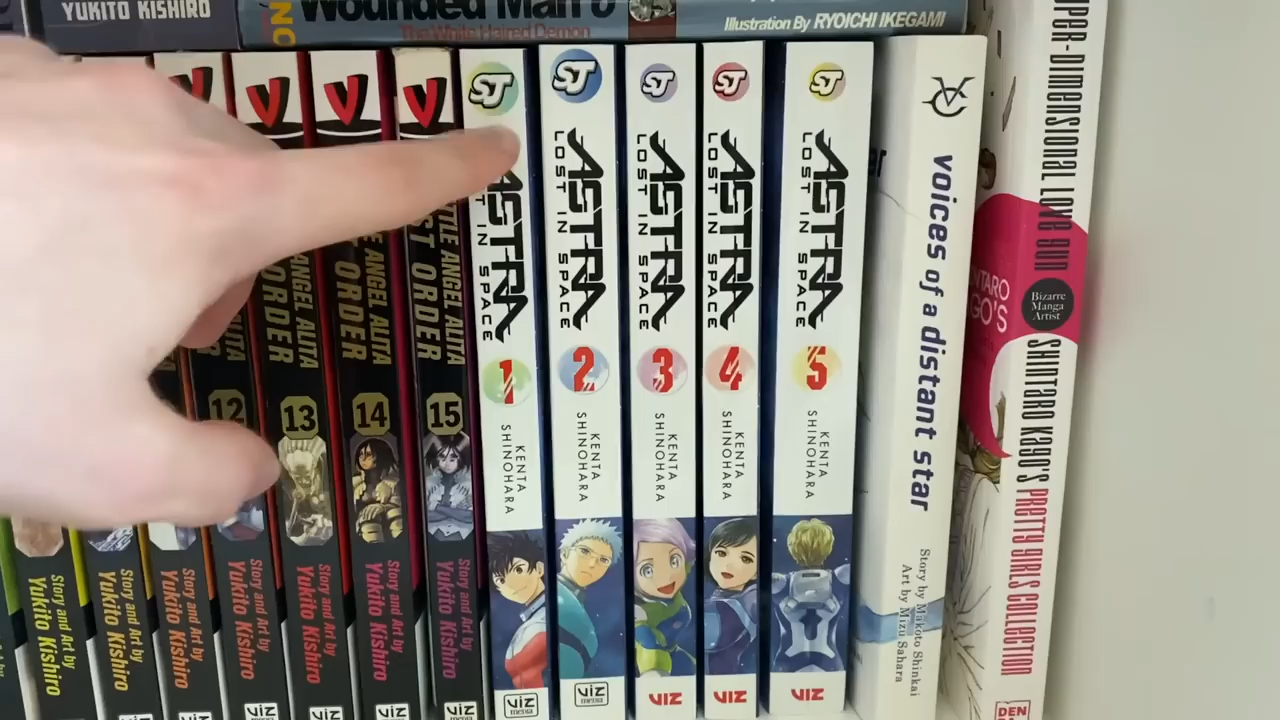 YUKITO KISHIRO
Wounded Man
The White Haired Demon
Illustration By RYOICHI IKEGAMI
Story and Art by
Yukito Kishiro
Story and Art by
Yukito Kishiro
Story and Art by
Yukito Kishiro
12
Story and Art by
Yukito Kishiro
ANGEL ALITA
ORDER
13
Story and Art by
Yukito Kishiro
ANGEL ALITA
ORDER
14
Story and Art by
Yukito Kishiro
ANGEL ALITA
ORDER
15
Story and Art by
Yukito Kishiro
SJ
ASTRA
IN SPACE
1
KENTA
SHINOHARA
VIZ
media
SJ
ASTRA
LOST IN SPACE
2
KENTA
SHINOHARA
VIZ
media
SJ
ASTRA
LOST IN SPACE
3
KENTA
SHINOHARA
VIZ
SJ
ASTRA
LOST IN SPACE
4
KENTA
SHINOHARA
VIZ
SJ
ASTRA
LOST IN SPACE
5
KENTA
SHINOHARA
VIZ
voices of a distant star
Story by Makoto Shinkai
Art by Mizu Sahara
PER-DIMENSIONAL LOVE GUN
Bizarre
Manga
Artist
SHINTARO KAGO'S PRETTY GIRLS COLLECTION
DEN